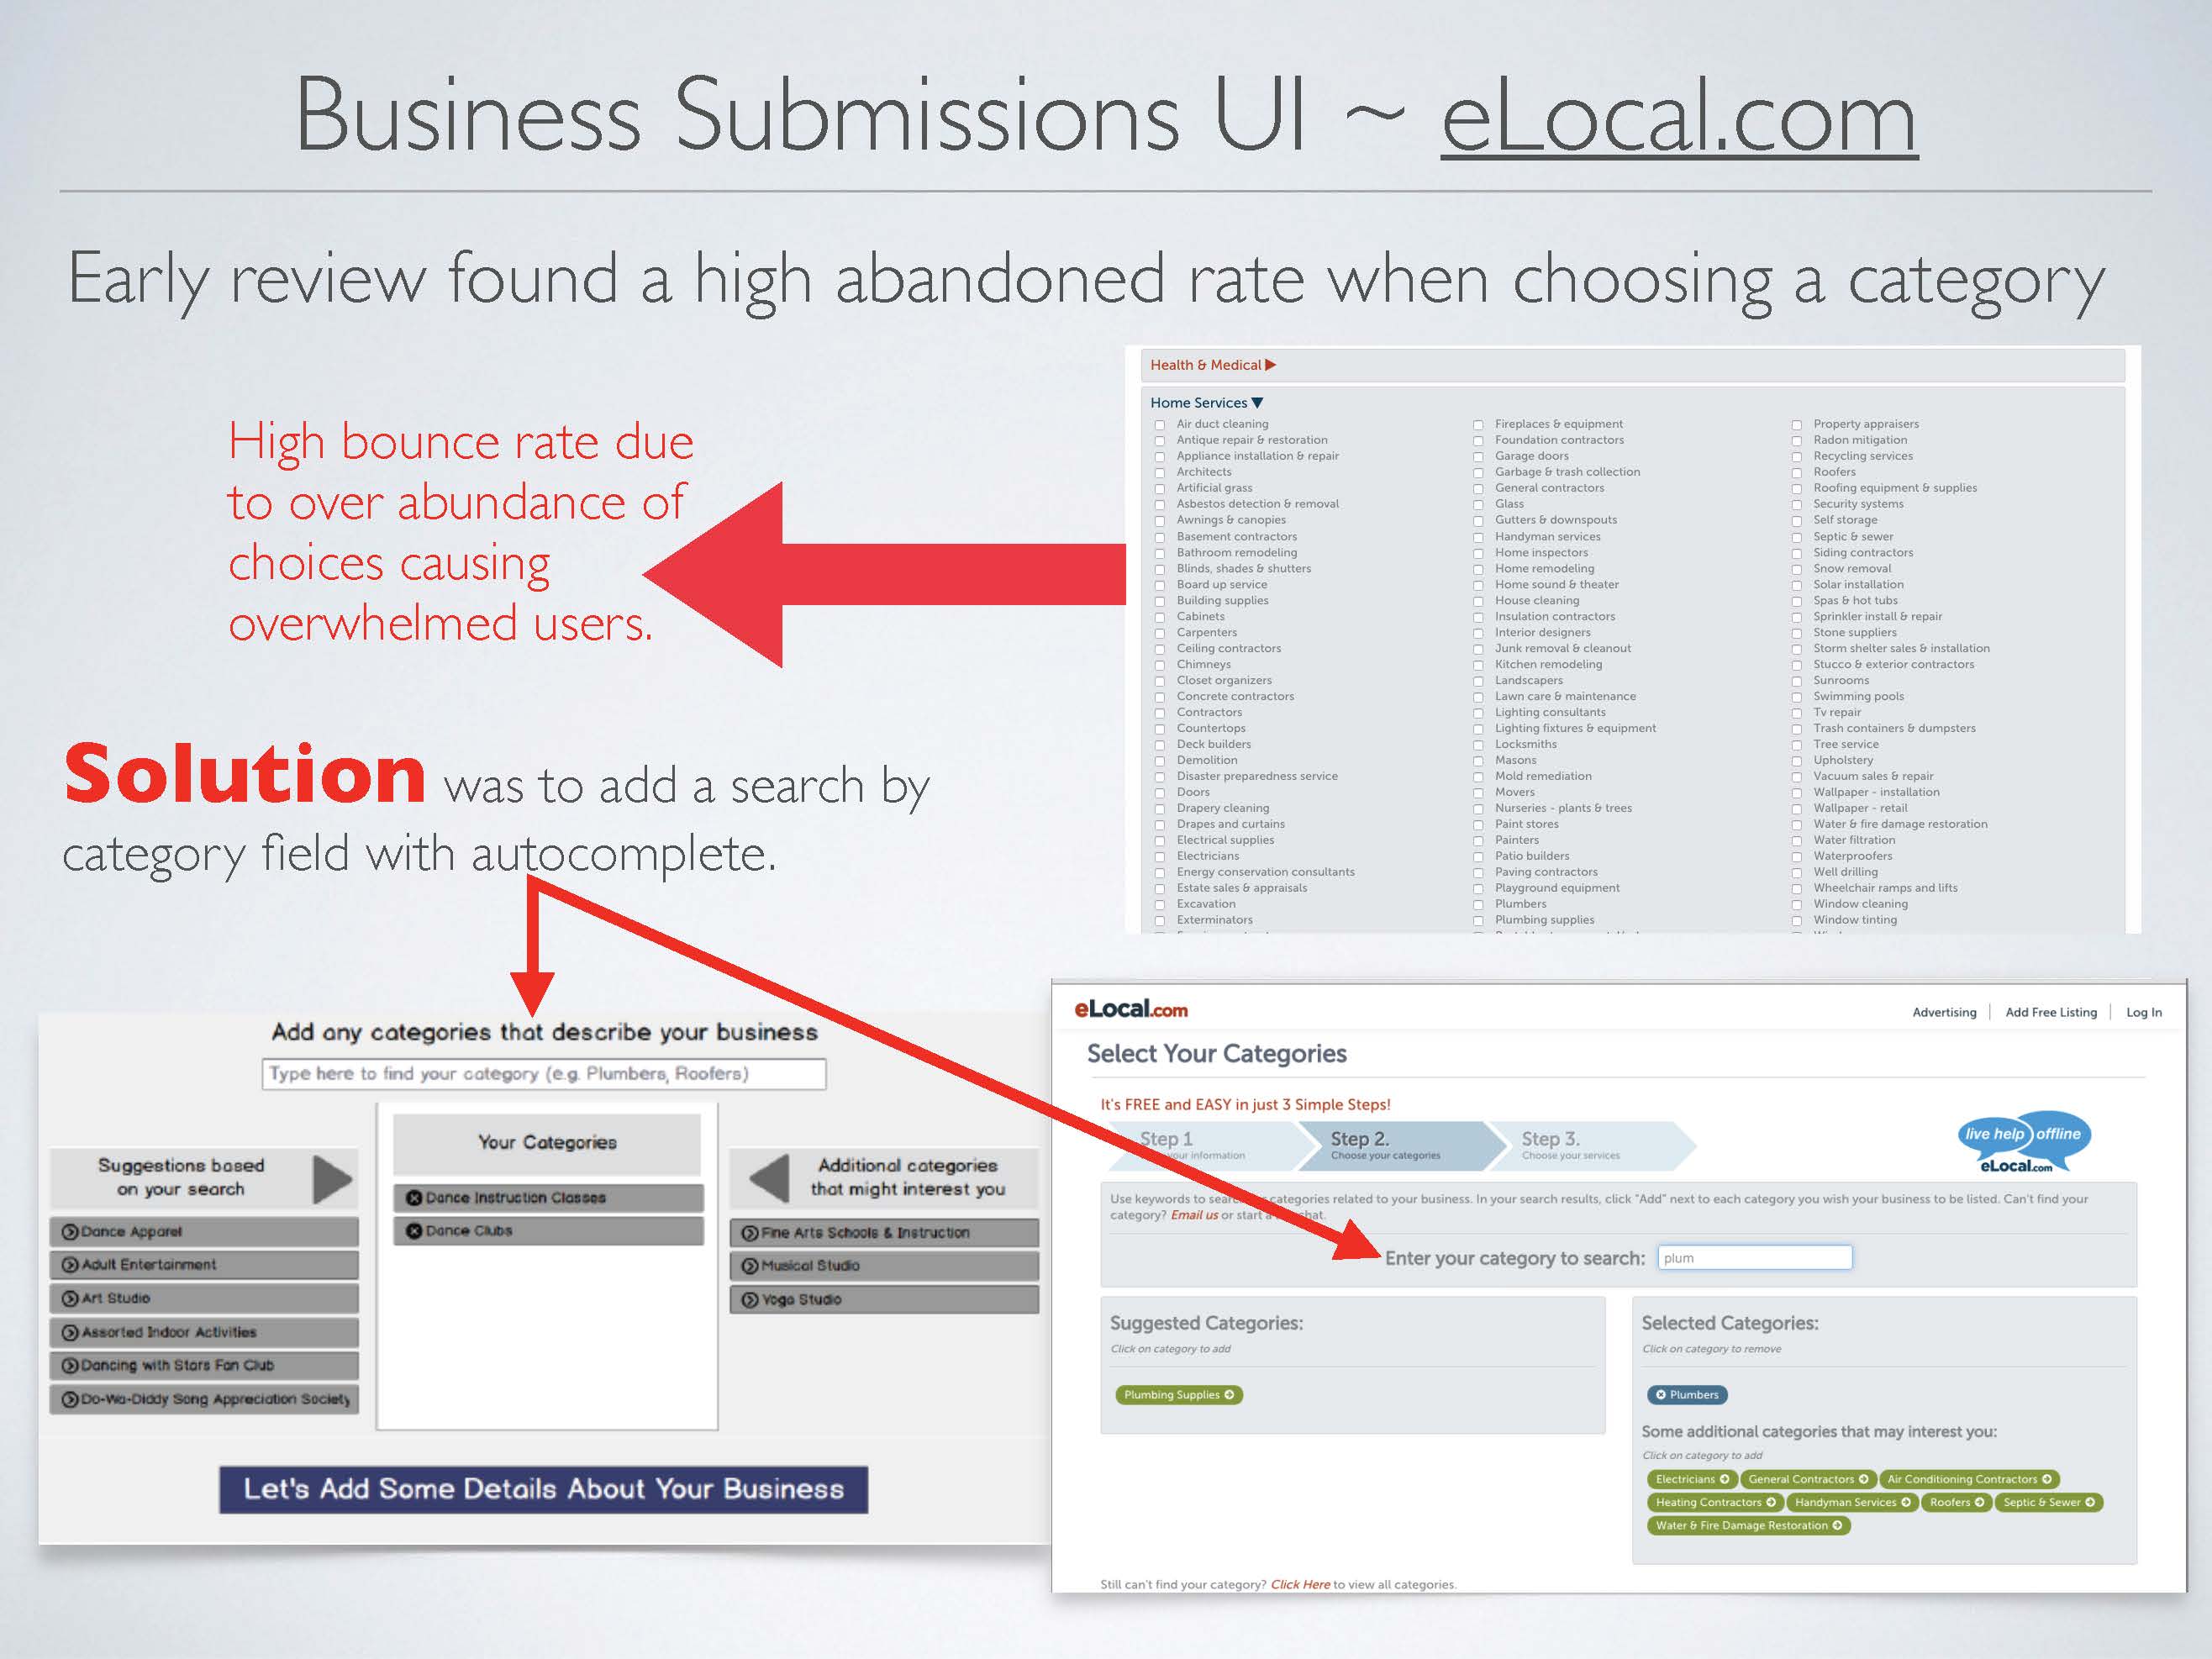 Business Submissions UI ~ eLocal.com
Early review found a high abandoned rate when choosing a category
High bounce rate due
to over abundance of
choices causing
overwhelmed users.
Solution was to add a search by
category field with autocomplete.
Health & Medical
Home Services
Air duct cleaning
Antique repair & restoration
Appliance installation & repair
Architects
Artificial grass
Asbestos detection & removal
Awnings & canopies
Basement contractors
Bathroom remodeling
Blinds, shades & shutters
Board up service
Building supplies
Cabinets
Carpenters
Ceiling contractors
Chimneys
Closet organizers
Concrete contractors
Contractors
Countertops
Deck builders
Demolition
Disaster preparedness service
Doors
Drapery cleaning
Drapes and curtains
Electrical supplies
Electricians
Energy conservation consultants
Estate sales & appraisals
Excavation
Exterminators
Fireplaces & equipment
Foundation contractors
Garage doors
Garbage & trash collection
General contractors
Glass
Gutters & downspouts
Handyman services
Home inspectors
Home remodeling
Home sound & theater
House cleaning
Insulation contractors
Interior designers
Junk removal & cleanout
Kitchen remodeling
Landscapers
Lawn care & maintenance
Lighting consultants
Lighting fixtures & equipment
Locksmiths
Masons
Mold remediation
Movers
Nurseries - plants & trees
Paint stores
Painters
Patio builders
Paving contractors
Playground equipment
Plumbers
Plumbing supplies
Property appraisers
Radon mitigation
Recycling services
Roofers
Roofing equipment & supplies
Security systems
Self storage
Septic & sewer
Siding contractors
Snow removal
Solar installation
Spas & hot tubs
Sprinkler install & repair
Stone suppliers
Storm shelter sales & installation
Stucco & exterior contractors
Sunrooms
Swimming pools
Tv repair
Trash containers & dumpsters
Tree service
Upholstery
Vacuum sales & repair
Wallpaper - installation
Wallpaper - retail
Water & fire damage restoration
Water filtration
Waterproofers
Well drilling
Wheelchair ramps and lifts
Window cleaning
Window tinting
Add any categories that describe your business
Type here to find your category (e.g. Plumbers, Roofers)
Suggestions based
on your search
Dance Apparel
Adult Entertainment
Art Studio
Assorted Indoor Activities
Dancing with Stars Fan Club
Do-Wa-Diddy Song Appreciation Society
Your Categories
Dance Instruction Classes
Dance Clubs
Additional categories
that might interest you
Fine Arts Schools & Instruction
Musical Studio
Yoga Studio
Let's Add Some Details About Your Business
eLocal.com
Advertising | Add Free Listing | Log In
Select Your Categories
It's FREE and EASY in just 3 Simple Steps!
Step 1
your information
Step 2.
Choose your categories
Step 3.
Choose your services
live help offline
eLocal.com
Use keywords to search categories related to your business. In your search results, click "Add" next to each category you wish your business to be listed. Can't find your
category? Email us or start a chat.
Enter your category to search: plum
Suggested Categories:
Click on category to add
Plumbing Supplies
Selected Categories:
Click on category to remove
Plumbers
Some additional categories that may interest you:
Click on category to add
Electricians General Contractors Air Conditioning Contractors
Heating Contractors Handyman Services Roofers Septic & Sewer
Water & Fire Damage Restoration
Still can't find your category? Click Here to view all categories.